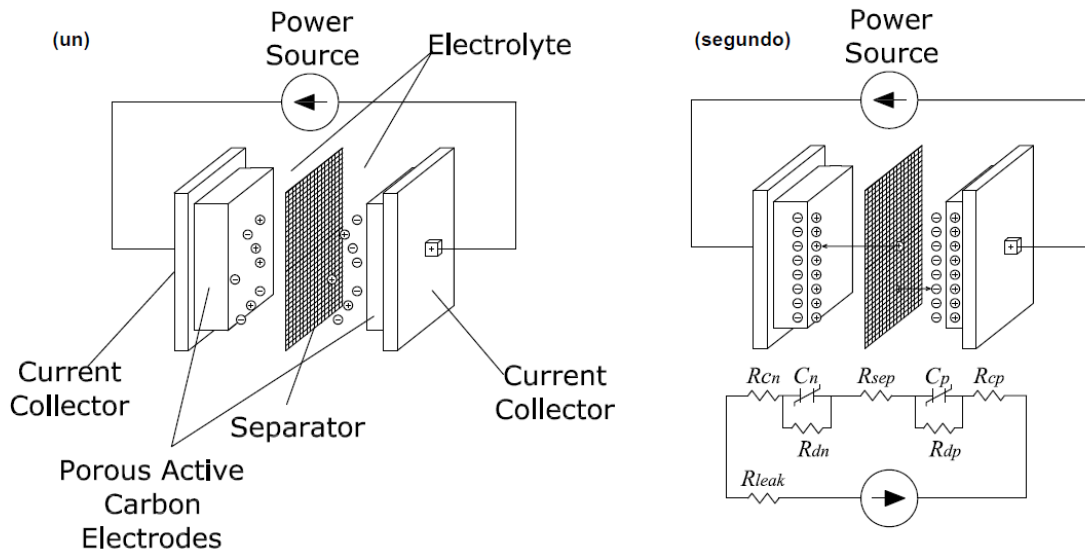 (un)
Power
Source
Electrolyte
Current
Collector
Separator
Current
Collector
Porous Active
Carbon
Electrodes
(segundo)
Power
Source
Rcn
Cn
Rsep
Cp
Rcp
Rdn
Rdp
Rleak